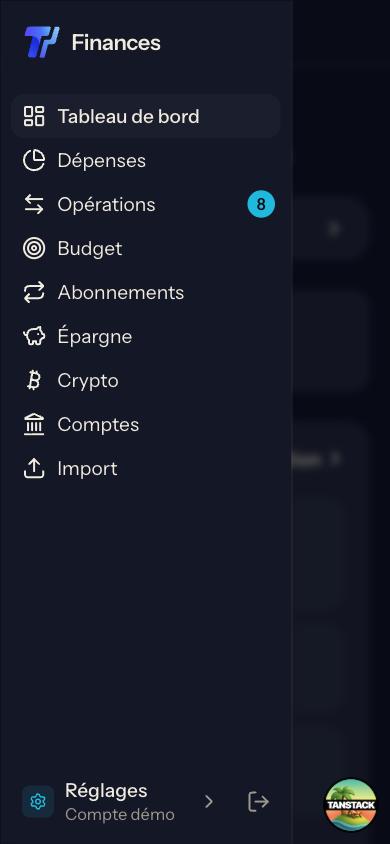 Finances
Tableau de bord
Dépenses
Opérations 8
Budget
Abonnements
Épargne
Crypto
Comptes
Import
Réglages
Compte démo
TANSTACK